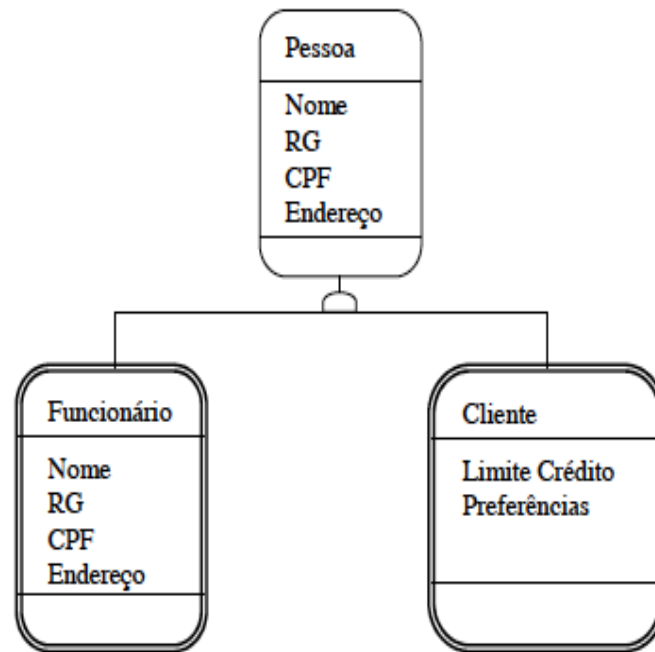 Pessoa
Nome
RG
CPF
Endereço
Funcionário
Nome
RG
CPF
Endereço
Cliente
Limite Crédito
Preferências